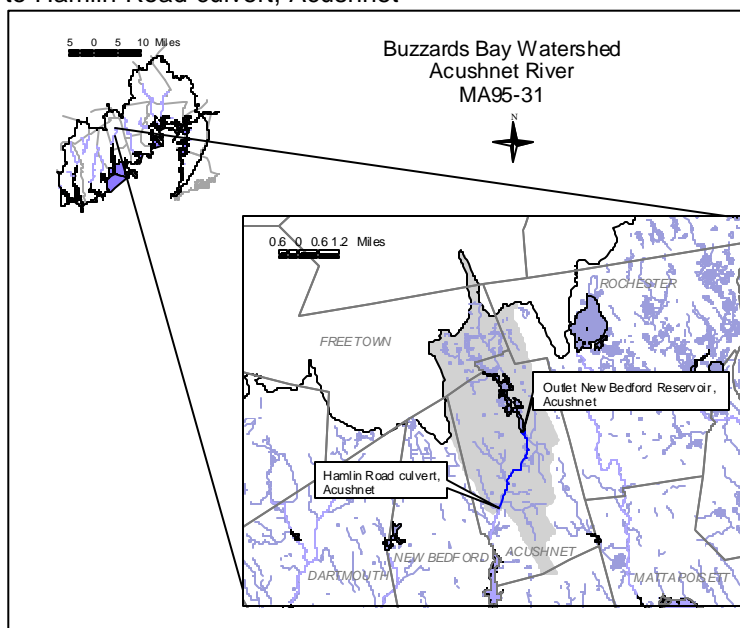 to Hamlin Road culvert, Acushnet
5 0 5 10 Miles
Buzzards Bay Watershed
Acushnet River
MA95-31
N
0.6 0 0.6 1.2 Miles
ROCHESTER
FREETOWN
Outlet New Bedford Reservoir,
Acushnet
Hamlin Road culvert,
Acushnet
NEW BEDFORD
ACUSHNET
DARTMOUTH
MATTAPOISETT